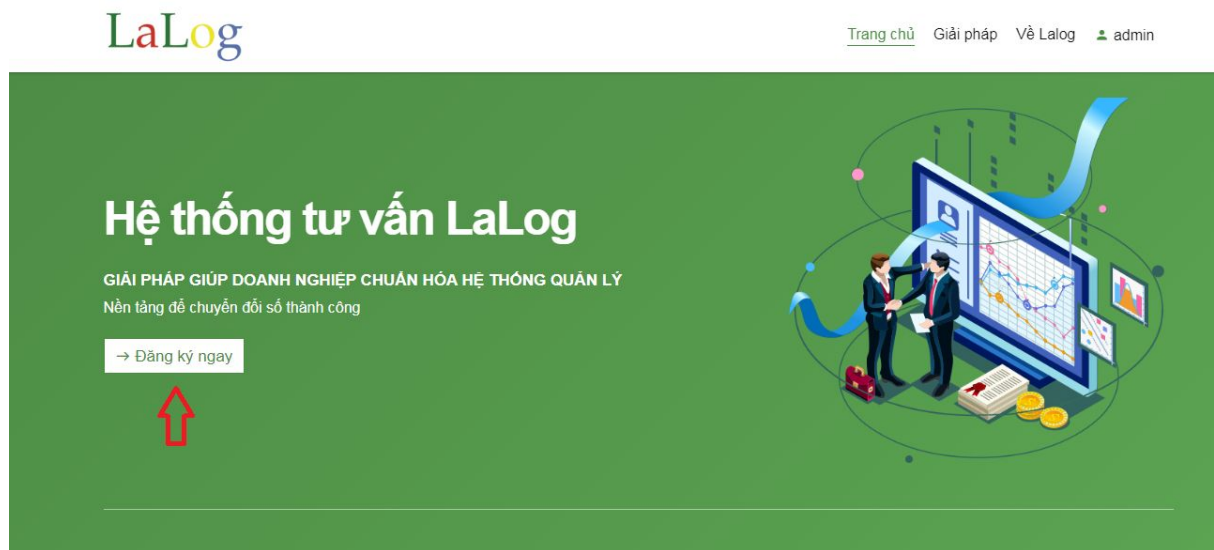 LaLog
Trang chủ Giải pháp Về Lalog admin
Hệ thống tư vấn LaLog
GIẢI PHÁP GIÚP DOANH NGHIỆP CHUẨN HÓA HỆ THỐNG QUẢN LÝ
Nền tảng để chuyển đổi số thành công
→ Đăng ký ngay